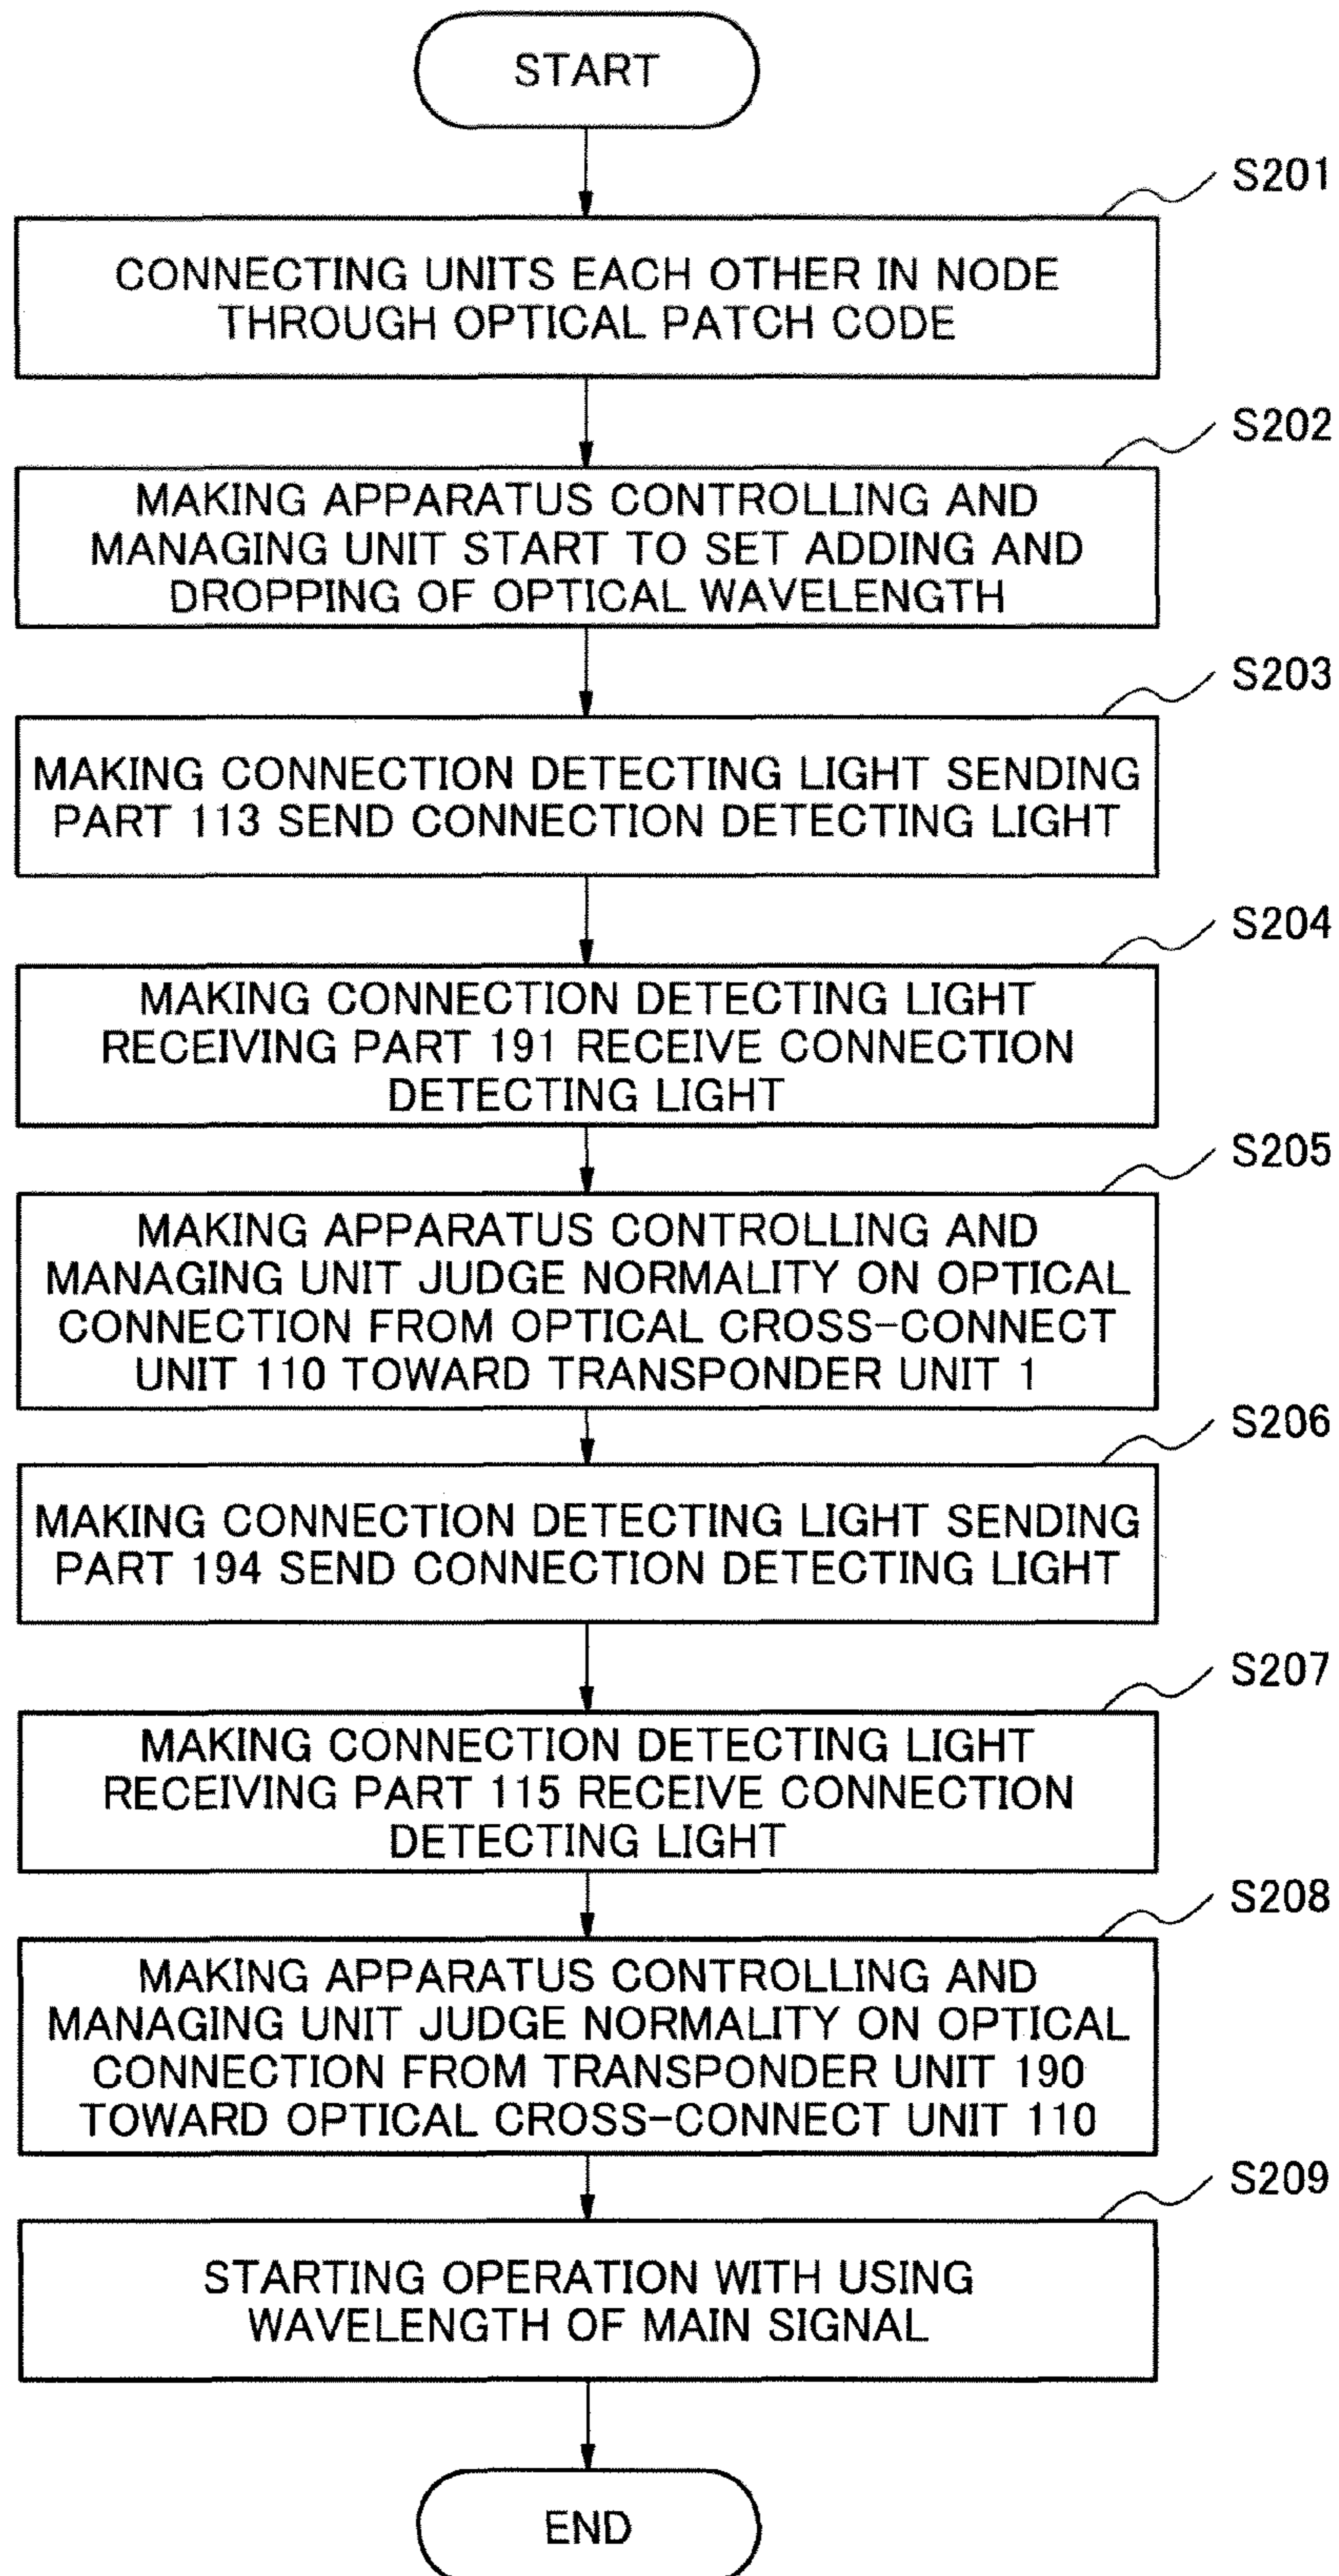 START
S201
CONNECTING UNITS EACH OTHER IN NODE
THROUGH OPTICAL PATCH CODE
S202
MAKING APPARATUS CONTROLLING AND
MANAGING UNIT START TO SET ADDING AND
DROPPING OF OPTICAL WAVELENGTH
S203
MAKING CONNECTION DETECTING LIGHT SENDING
PART 113 SEND CONNECTION DETECTING LIGHT
S204
MAKING CONNECTION DETECTING LIGHT
RECEIVING PART 191 RECEIVE CONNECTION
DETECTING LIGHT
S205
MAKING APPARATUS CONTROLLING AND
MANAGING UNIT JUDGE NORMALITY ON OPTICAL
CONNECTION FROM OPTICAL CROSS-CONNECT
UNIT 110 TOWARD TRANSPONDER UNIT 1
S206
MAKING CONNECTION DETECTING LIGHT SENDING
PART 194 SEND CONNECTION DETECTING LIGHT
S207
MAKING CONNECTION DETECTING LIGHT
RECEIVING PART 115 RECEIVE CONNECTION
DETECTING LIGHT
S208
MAKING APPARATUS CONTROLLING AND
MANAGING UNIT JUDGE NORMALITY ON OPTICAL
CONNECTION FROM TRANSPONDER UNIT 190
TOWARD OPTICAL CROSS-CONNECT UNIT 110
S209
STARTING OPERATION WITH USING
WAVELENGTH OF MAIN SIGNAL
END